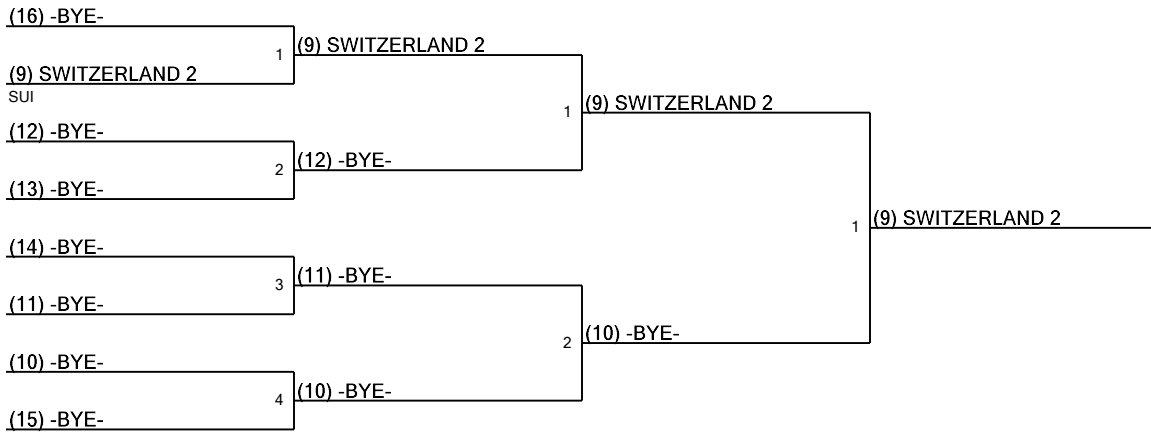 (16) -BYE-
1
(9) SWITZERLAND 2
(9) SWITZERLAND 2
SUI
1
(9) SWITZERLAND 2
(12) -BYE-
2
(12) -BYE-
(13) -BYE-
1
(9) SWITZERLAND 2
(14) -BYE-
3
(11) -BYE-
(11) -BYE-
2
(10) -BYE-
(10) -BYE-
4
(10) -BYE-
(15) -BYE-